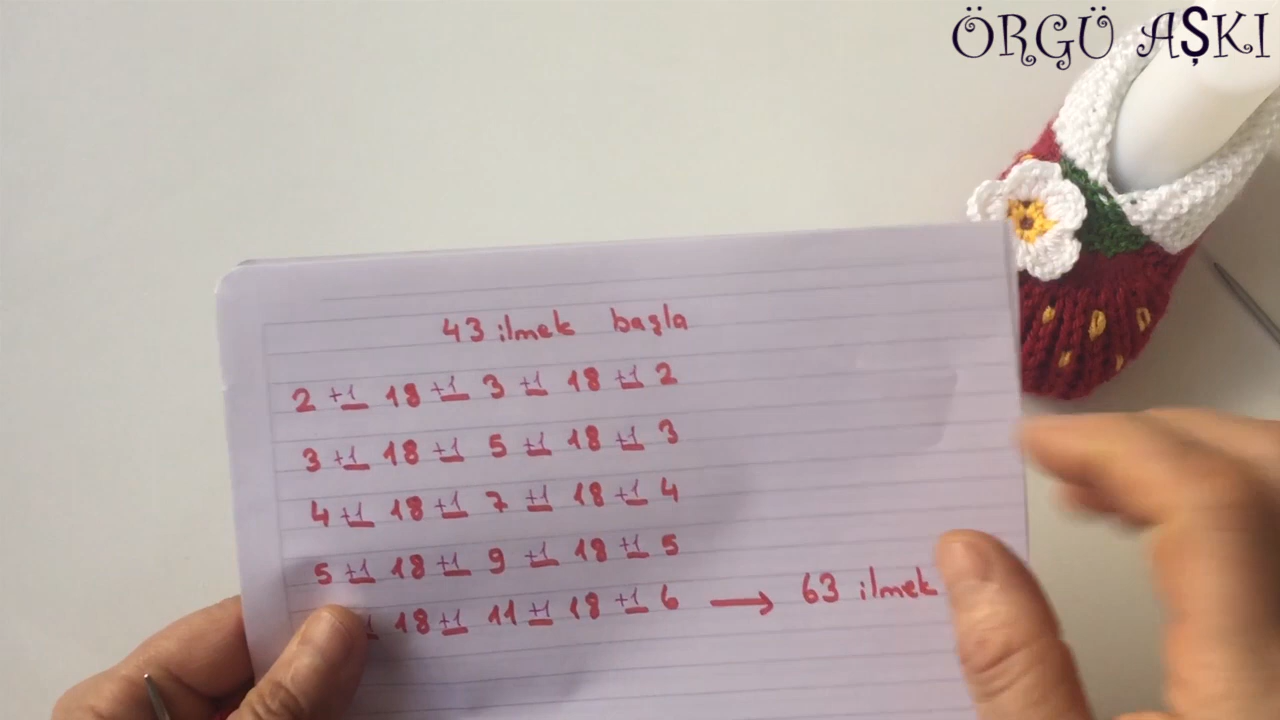 ÖRGÜ AŞKI
43 ilmek başla
2 +1 18 +1 3 +1 18 +1 2
3 +1 18 +1 5 +1 18 +1 3
4 +1 18 +1 7 +1 18 +1 4
5 +1 18 +1 9 +1 18 +1 5
18 +1 11 +1 18 +1 6 → 63 ilmek